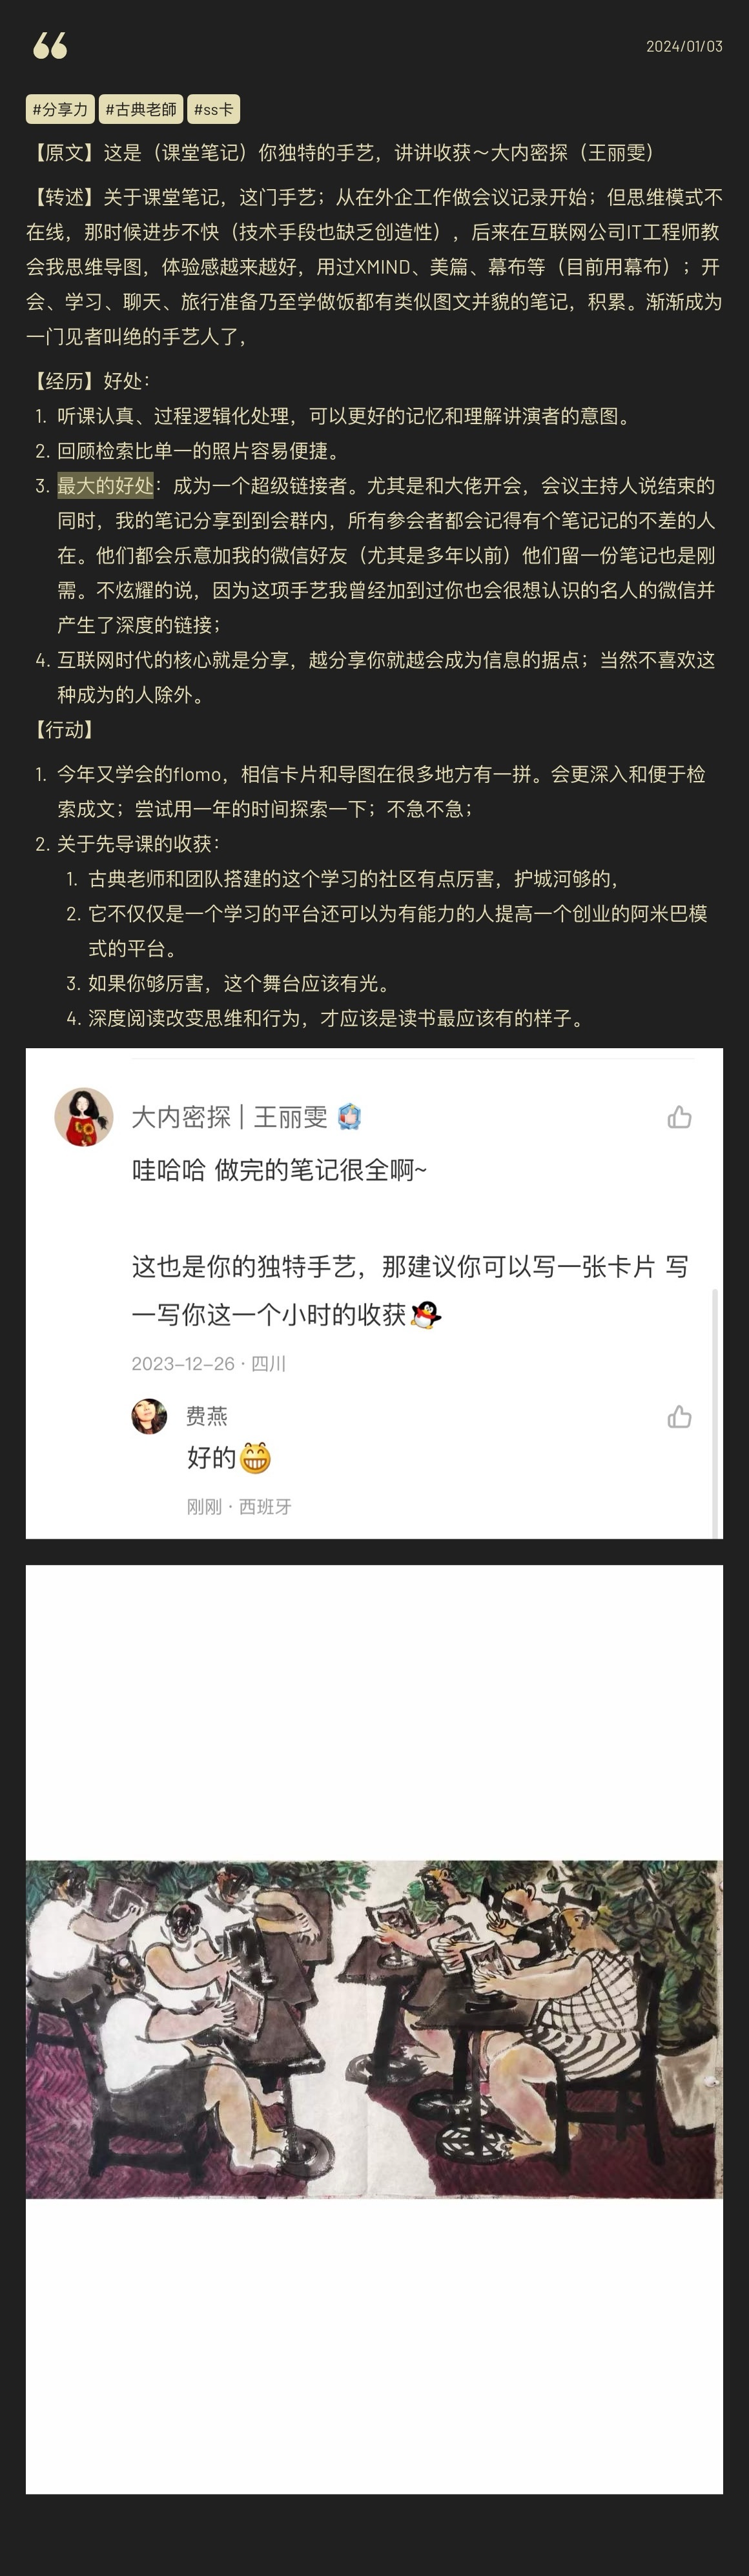 2024/01/03
#分享力 #古典老師 #ss卡
【原文】这是（课堂笔记）你独特的手艺，讲讲收获～大内密探（王丽雯）
【转述】关于课堂笔记，这门手艺；从在外企工作做会议记录开始；但思维模式不
在线，那时候进步不快（技术手段也缺乏创造性），后来在互联网公司IT工程师教
会我思维导图，体验感越来越好，用过XMIND、美篇、幕布等（目前用幕布）；开
会、学习、聊天、旅行准备乃至学做饭都有类似图文并貌的笔记，积累。渐渐成为
一门见者叫绝的手艺人了，
【经历】好处：
1. 听课认真、过程逻辑化处理，可以更好的记忆和理解讲演者的意图。
2. 回顾检索比单一的照片容易便捷。
3. 最大的好处：成为一个超级链接者。尤其是和大佬开会，会议主持人说结束的
同时，我的笔记分享到到会群内，所有参会者都会记得有个笔记记的不差的人
在。他们都会乐意加我的微信好友（尤其是多年以前）他们留一份笔记也是刚
需。不炫耀的说，因为这项手艺我曾经加到过你也会很想认识的名人的微信并
产生了深度的链接；
4. 互联网时代的核心就是分享，越分享你就越会成为信息的据点；当然不喜欢这
种成为的人除外。
【行动】
1. 今年又学会的flomo，相信卡片和导图在很多地方有一拼。会更深入和便于检
索成文；尝试用一年的时间探索一下；不急不急；
2. 关于先导课的收获：
1. 古典老师和团队搭建的这个学习的社区有点厉害，护城河够的，
2. 它不仅仅是一个学习的平台还可以为有能力的人提高一个创业的阿米巴模
式的平台。
3. 如果你够厉害，这个舞台应该有光。
4. 深度阅读改变思维和行为，才应该是读书最应该有的样子。
大内密探 | 王丽雯
哇哈哈 做完的笔记很全啊~
这也是你的独特手艺，那建议你可以写一张卡片 写
一写你这一个小时的收获
2023-12-26 · 四川
费燕
好的
刚刚 · 西班牙